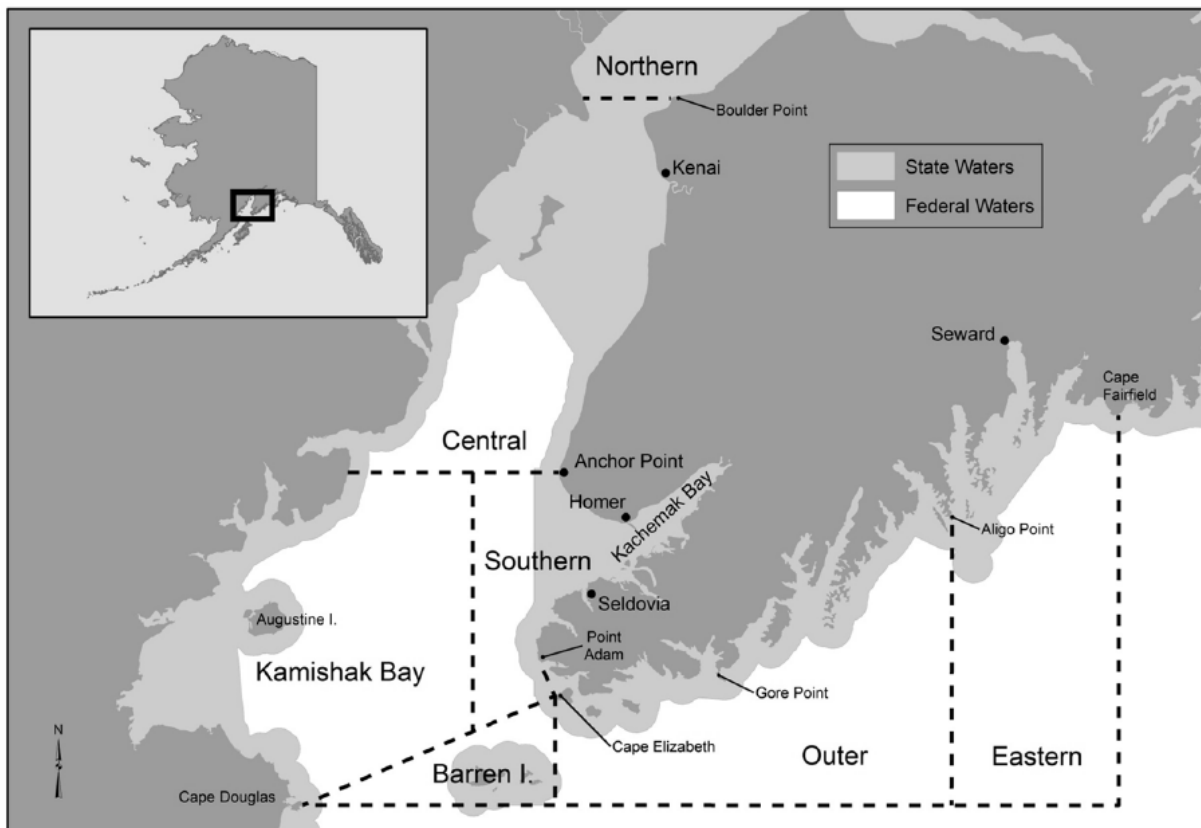 Northern
Boulder Point
Kenai
State Waters
Federal Waters
Seward
Cape
Fairfield
Central
Anchor Point
Homer
Kachemak Bay
Aligo Point
Southern
Seldovia
Augustine I.
Point
Adam
Kamishak Bay
Gore Point
N
Cape Elizabeth
Outer
Eastern
Barren I.
Cape Douglas